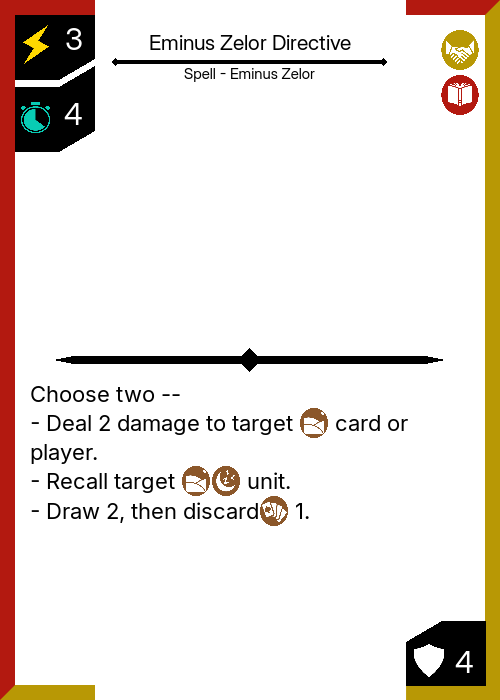 3
Eminus Zelor Directive
Spell - Eminus Zelor
4
Choose two --
- Deal 2 damage to target card or
player.
- Recall target unit.
- Draw 2, then discard 1.
4